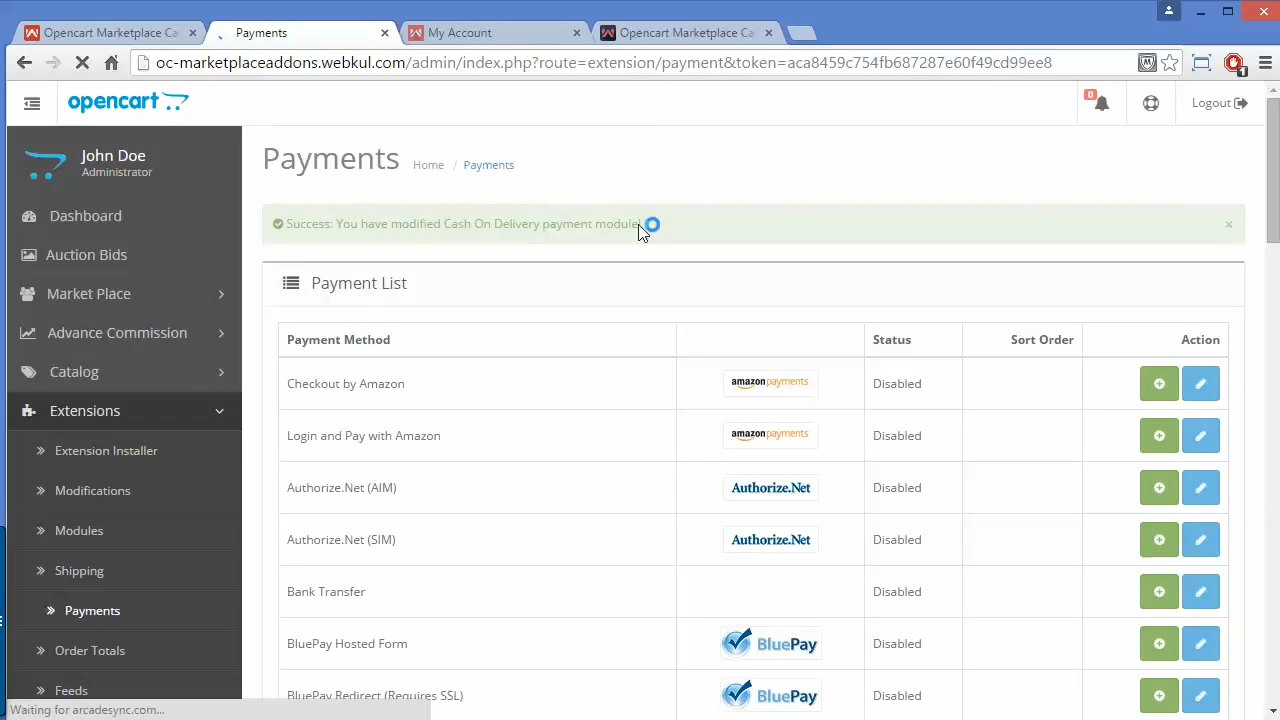 Opencart Marketplace Ca × Payments × My Account × Opencart Marketplace Ca ×
oc-marketplaceaddons.webkul.com/admin/index.php?route=extension/payment&token=aca8459c754fb687287e60f49cd99ee8
1
opencart
0
Logout
John Doe
Administrator
Payments Home / Payments
Success: You have modified Cash On Delivery payment module! ×
Dashboard
Auction Bids
Market Place
Advance Commission
Catalog
Extensions
Extension Installer
Modifications
Modules
Shipping
Payments
Order Totals
Feeds
Payment List
Payment Method Status Sort Order Action
Checkout by Amazon amazonpayments Disabled
Login and Pay with Amazon amazonpayments Disabled
Authorize.Net (AIM) Authorize.Net Disabled
Authorize.Net (SIM) Authorize.Net Disabled
Bank Transfer Disabled
BluePay Hosted Form BluePay Disabled
BluePay Redirect (Requires SSL) BluePay Disabled
Waiting for arcadesync.com...